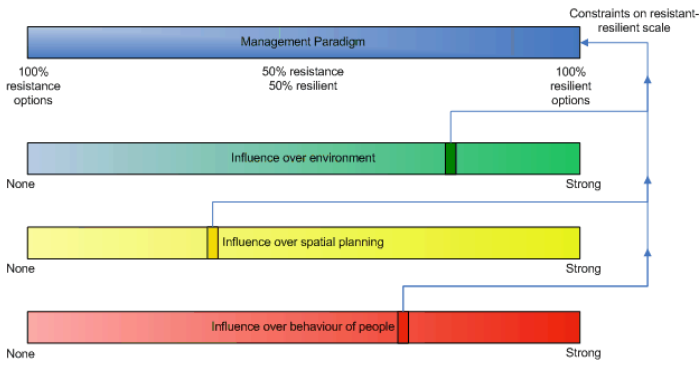 Constraints on resistant-
resilient scale
Management Paradigm
100%
resistance
options
50% resistance
50% resilient
100%
resilient
options
Influence over environment
None
Strong
Influence over spatial planning
None
Strong
Influence over behaviour of people
None
Strong